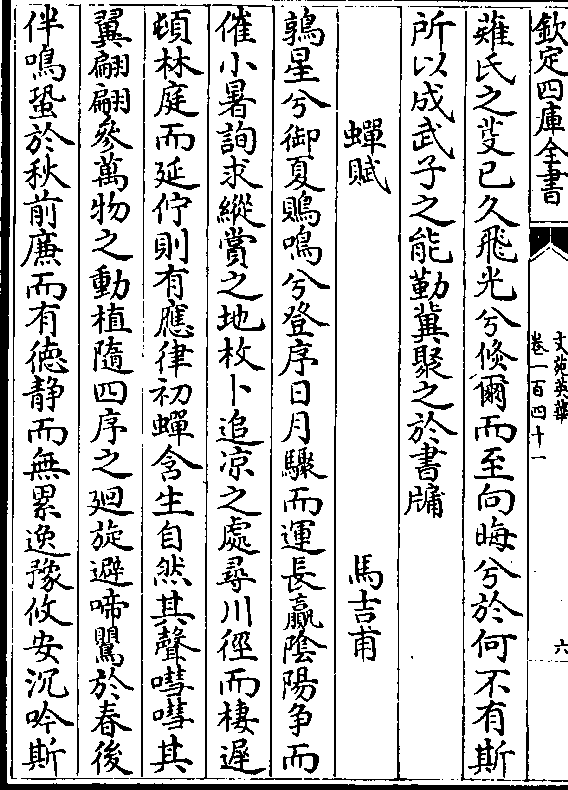 欽定四庫全書
文苑英華
卷一百四十一
六
薙氏之芟已久飛光兮倐爾而至向晦兮於何不有斯
所以成武子之能勤冀聚之於書牗
蟬賦 馬吉甫
鶉星兮御夏鵙鳴兮登序日月驟而運長羸陰陽争而
催小暑詢求縱賞之地枚卜追凉之處尋川徑而棲遲
頓林庭而延佇則有應律初蟬含生自然其聲嘒嘒其
翼翩翩參萬物之動植隨四序之廻旋避啼鸎於春後
伴鳴蛩於秋前廉而有德静而無累逸豫攸安沉吟斯